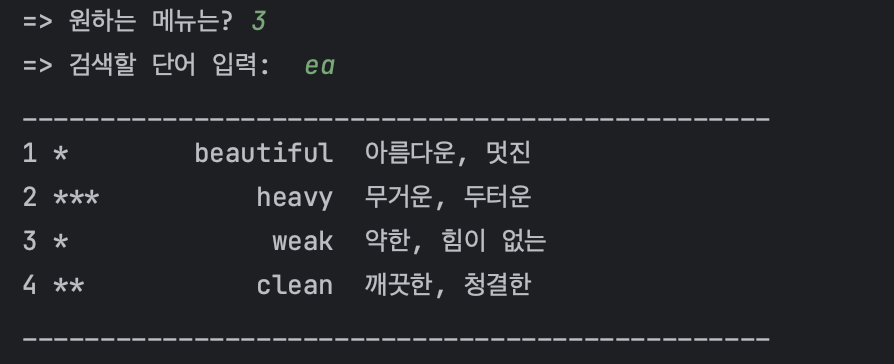 => 원하는 메뉴는? 3
=> 검색할 단어 입력:  ea
------------------------------------------------
1 *        beautiful  아름다운, 멋진
2 ***          heavy  무거운, 두터운
3 *             weak  약한, 힘이 없는
4 **           clean  깨끗한, 청결한
------------------------------------------------